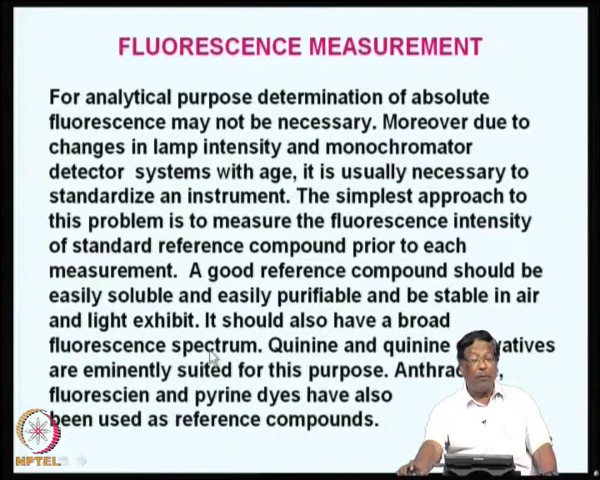 FLUORESCENCE MEASUREMENT
For analytical purpose determination of absolute
fluorescence may not be necessary. Moreover due to
changes in lamp intensity and monochromator
detector systems with age, it is usually necessary to
standardize an instrument. The simplest approach to
this problem is to measure the fluorescence intensity
of standard reference compound prior to each
measurement. A good reference compound should be
easily soluble and easily purifiable and be stable in air
and light exhibit. It should also have a broad
fluorescence spectrum. Quinine and quinine
are eminently suited for this purpose.
fluorescien and pyrine dyes have also
been used as reference compounds.
NPTEL